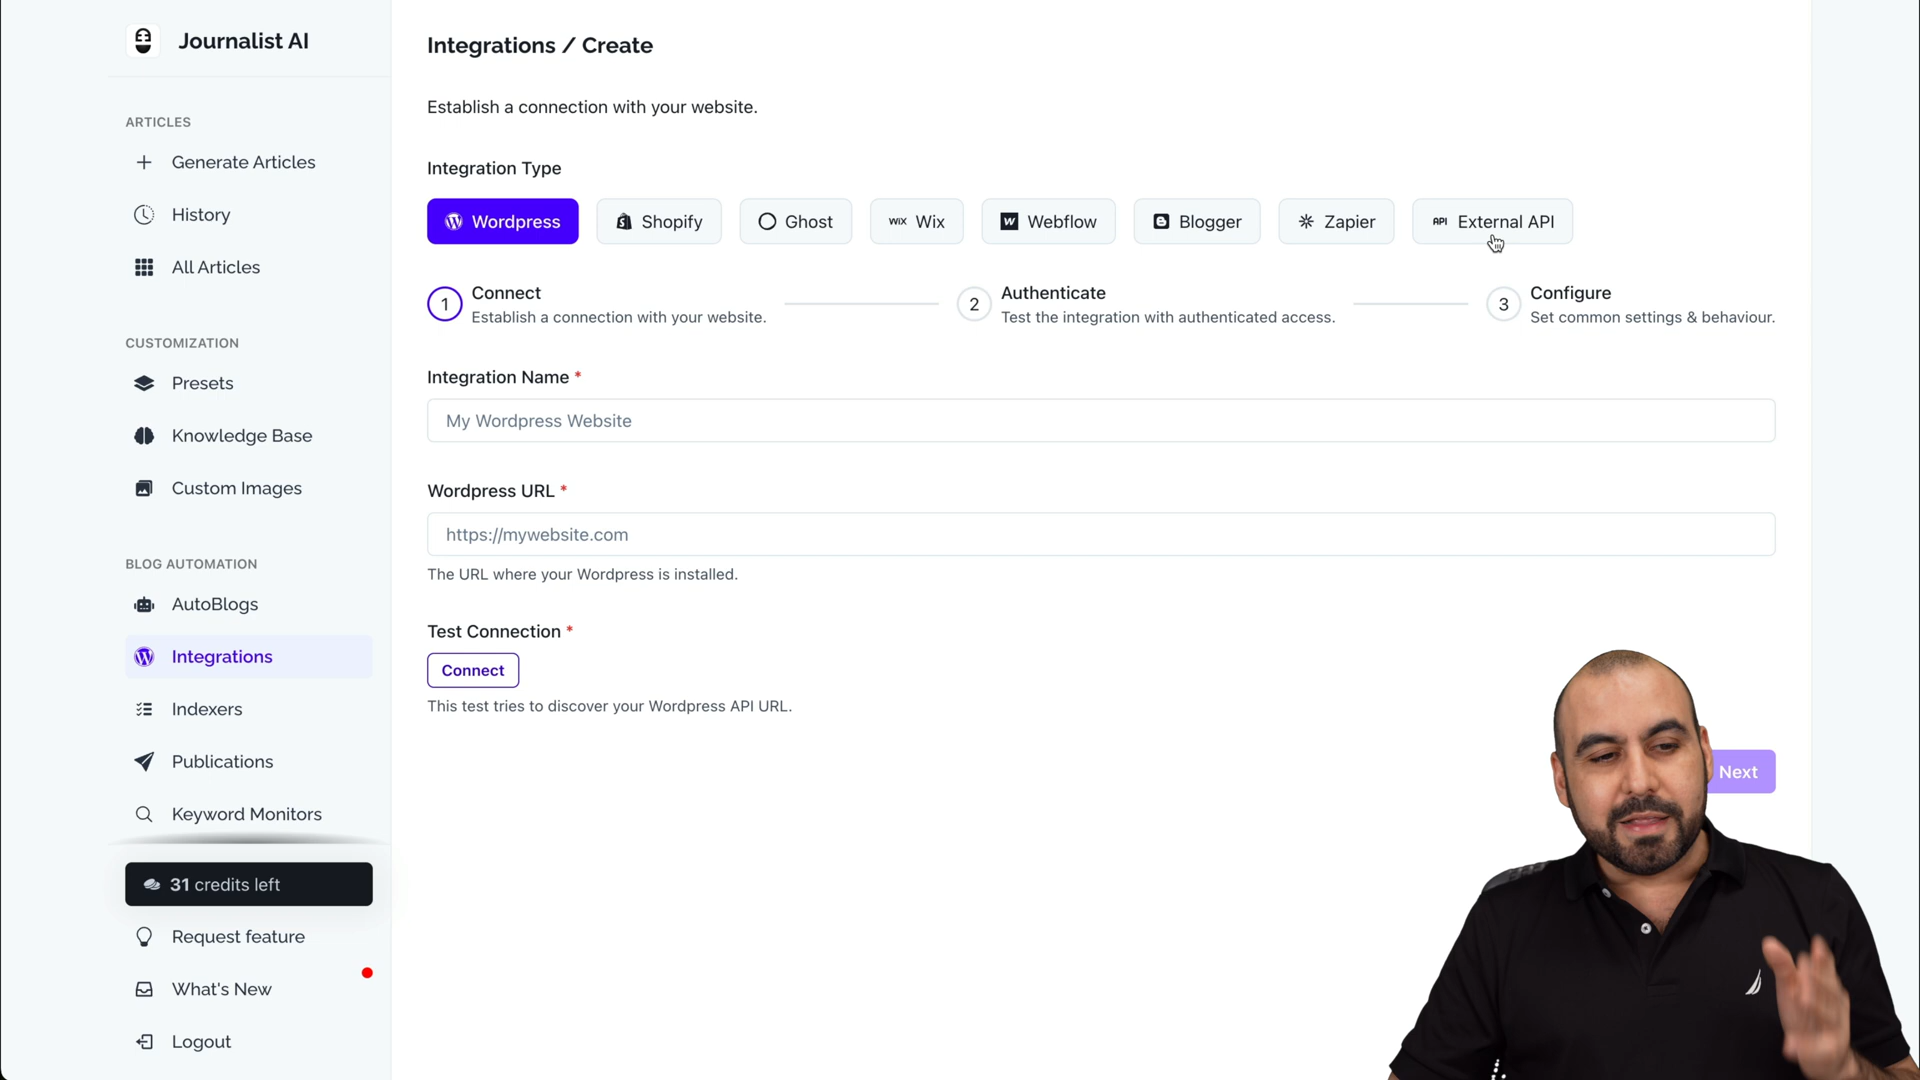 Journalist AI
ARTICLES
Generate Articles
History
All Articles
CUSTOMIZATION
Presets
Knowledge Base
Custom Images
BLOG AUTOMATION
AutoBlogs
Integrations
Indexers
Publications
Keyword Monitors
31 credits left
Request feature
What's New
Logout
Integrations / Create
Establish a connection with your website.
Integration Type
Wordpress
Shopify
Ghost
WiX Wix
Webflow
Blogger
Zapier
API External API
1 Connect
Establish a connection with your website.
2 Authenticate
Test the integration with authenticated access.
3 Configure
Set common settings & behaviour.
Integration Name *
My Wordpress Website
Wordpress URL *
https://mywebsite.com
The URL where your Wordpress is installed.
Test Connection *
Connect
This test tries to discover your Wordpress API URL.
Next